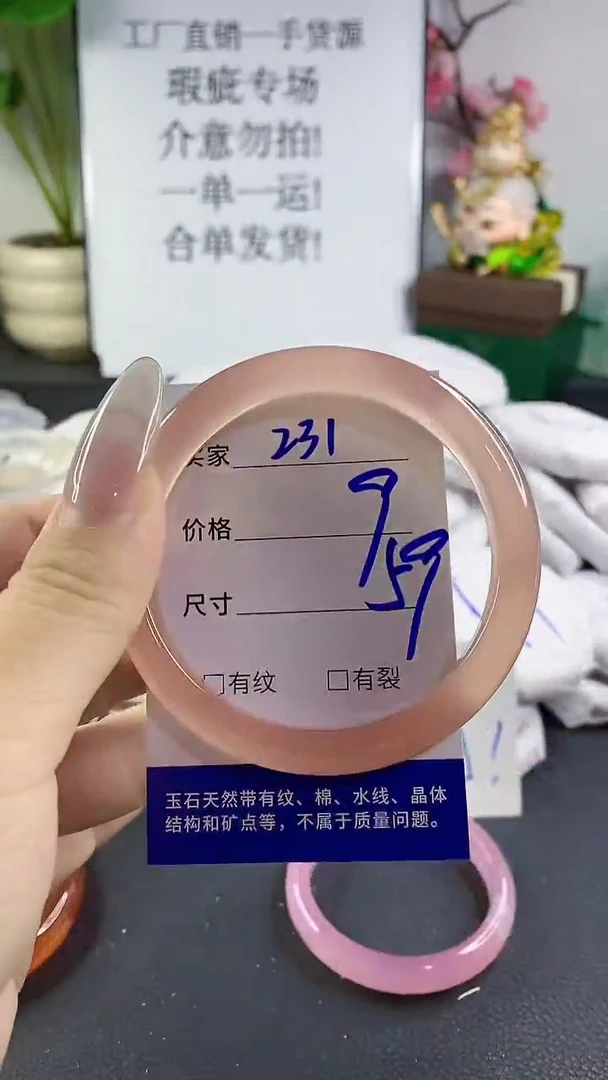 工厂直销一手货源
瑕疵专场
介意勿拍!
一单一运!
合单发货!
买家 231
价格 9
尺寸 59
□有纹 □有裂
玉石天然带有纹、棉、水线、晶体
结构和矿点等，不属于质量问题。